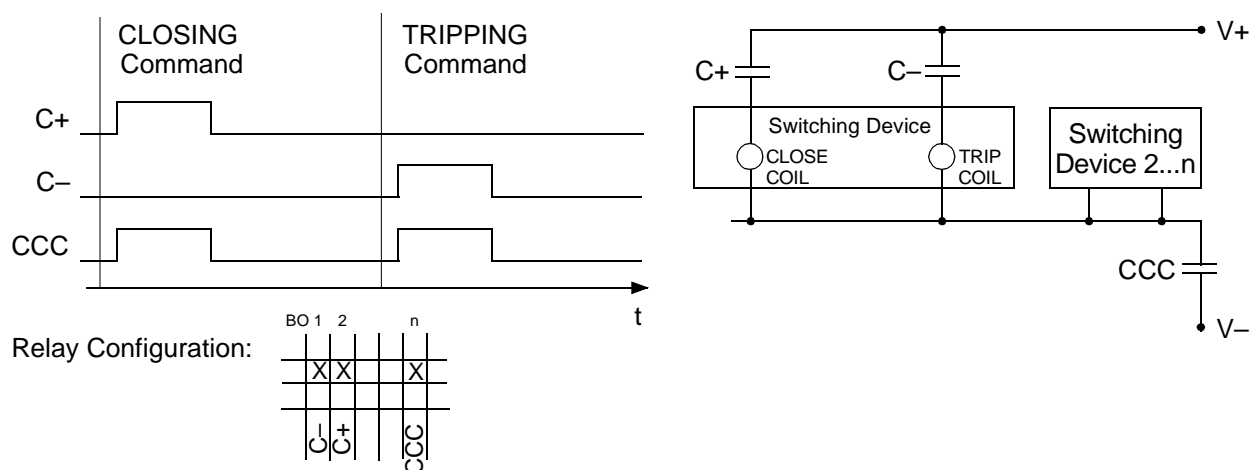 CLOSING
Command
TRIPPING
Command
C+
C–
CCC
t
V+
C+
C–
Switching Device
CLOSE
COIL
TRIP
COIL
Switching
Device 2...n
CCC
V–
Relay Configuration:
BO 1 2 n
X X X
C– C+ CCC